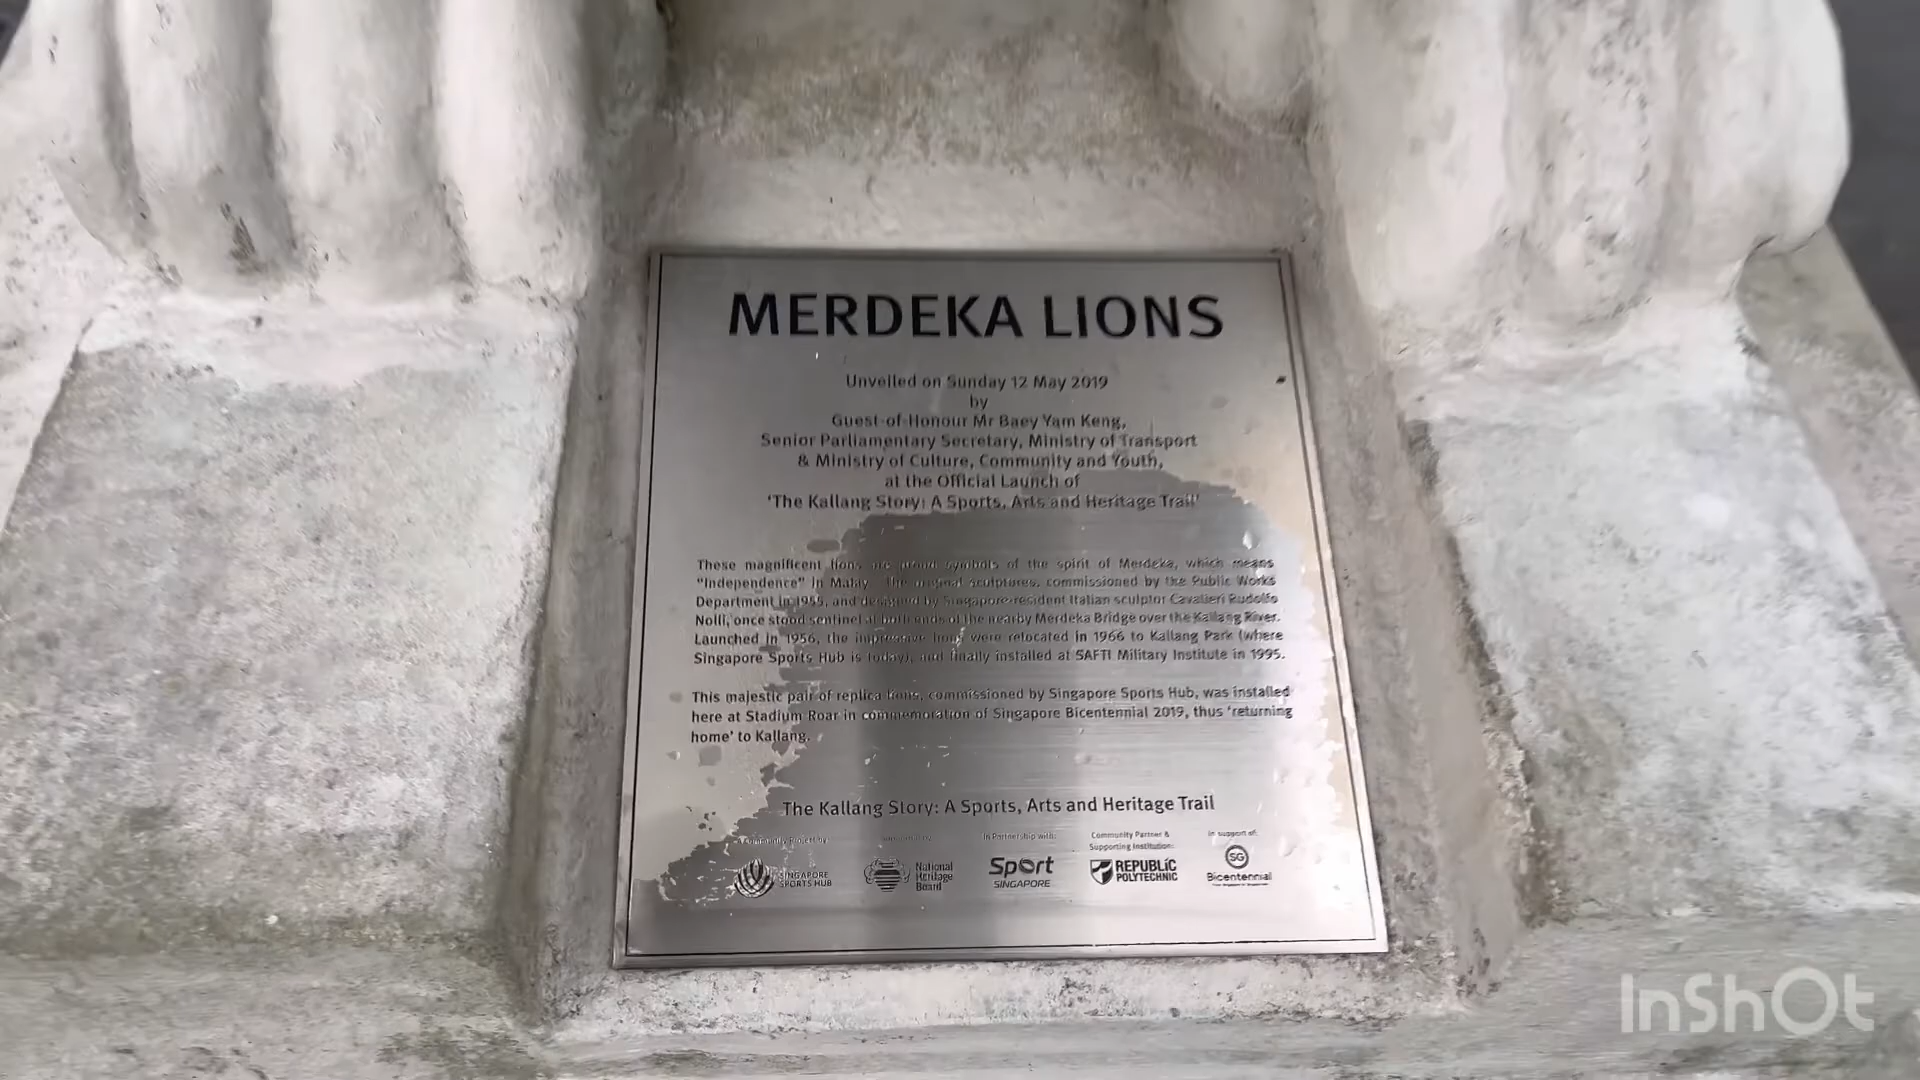 MERDEKA LIONS
Unveiled on Sunday 12 May 2019
by
Guest-of-Honour Mr Baey Yam Keng,
Senior Parliamentary Secretary, Ministry of Transport
& Ministry of Culture, Community and Youth,
at the Official Launch of
'The Kallang Story: A Sports, Arts and Heritage Trail'
These magnificent lions are proud symbols of the spirit of Merdeka, which means
"Independence" in Malay. The original sculptures, commissioned by the Public Works
Department in 1955, and designed by Singapore-resident Italian sculptor Cavalieri Rudolfo
Nolli, once stood sentinel at both ends of the nearby Merdeka Bridge over the Kallang River.
Launched in 1956, the impressive lions were relocated in 1966 to Kallang Park (where
Singapore Sports Hub is today), and finally installed at SAFTI Military Institute in 1995.
This majestic pair of replica lions, commissioned by Singapore Sports Hub, was installed
here at Stadium Roar in commemoration of Singapore Bicentennial 2019, thus 'returning
home' to Kallang.
The Kallang Story: A Sports, Arts and Heritage Trail
A Community Project by:
In Partnership with:
Community Partner &
Supporting Institution:
In support of:
SINGAPORE
SPORTS HUB
National
Heritage
Board
Sport
SINGAPORE
REPUBLIC
POLYTECHNIC
SG
Bicentennial
InShOt